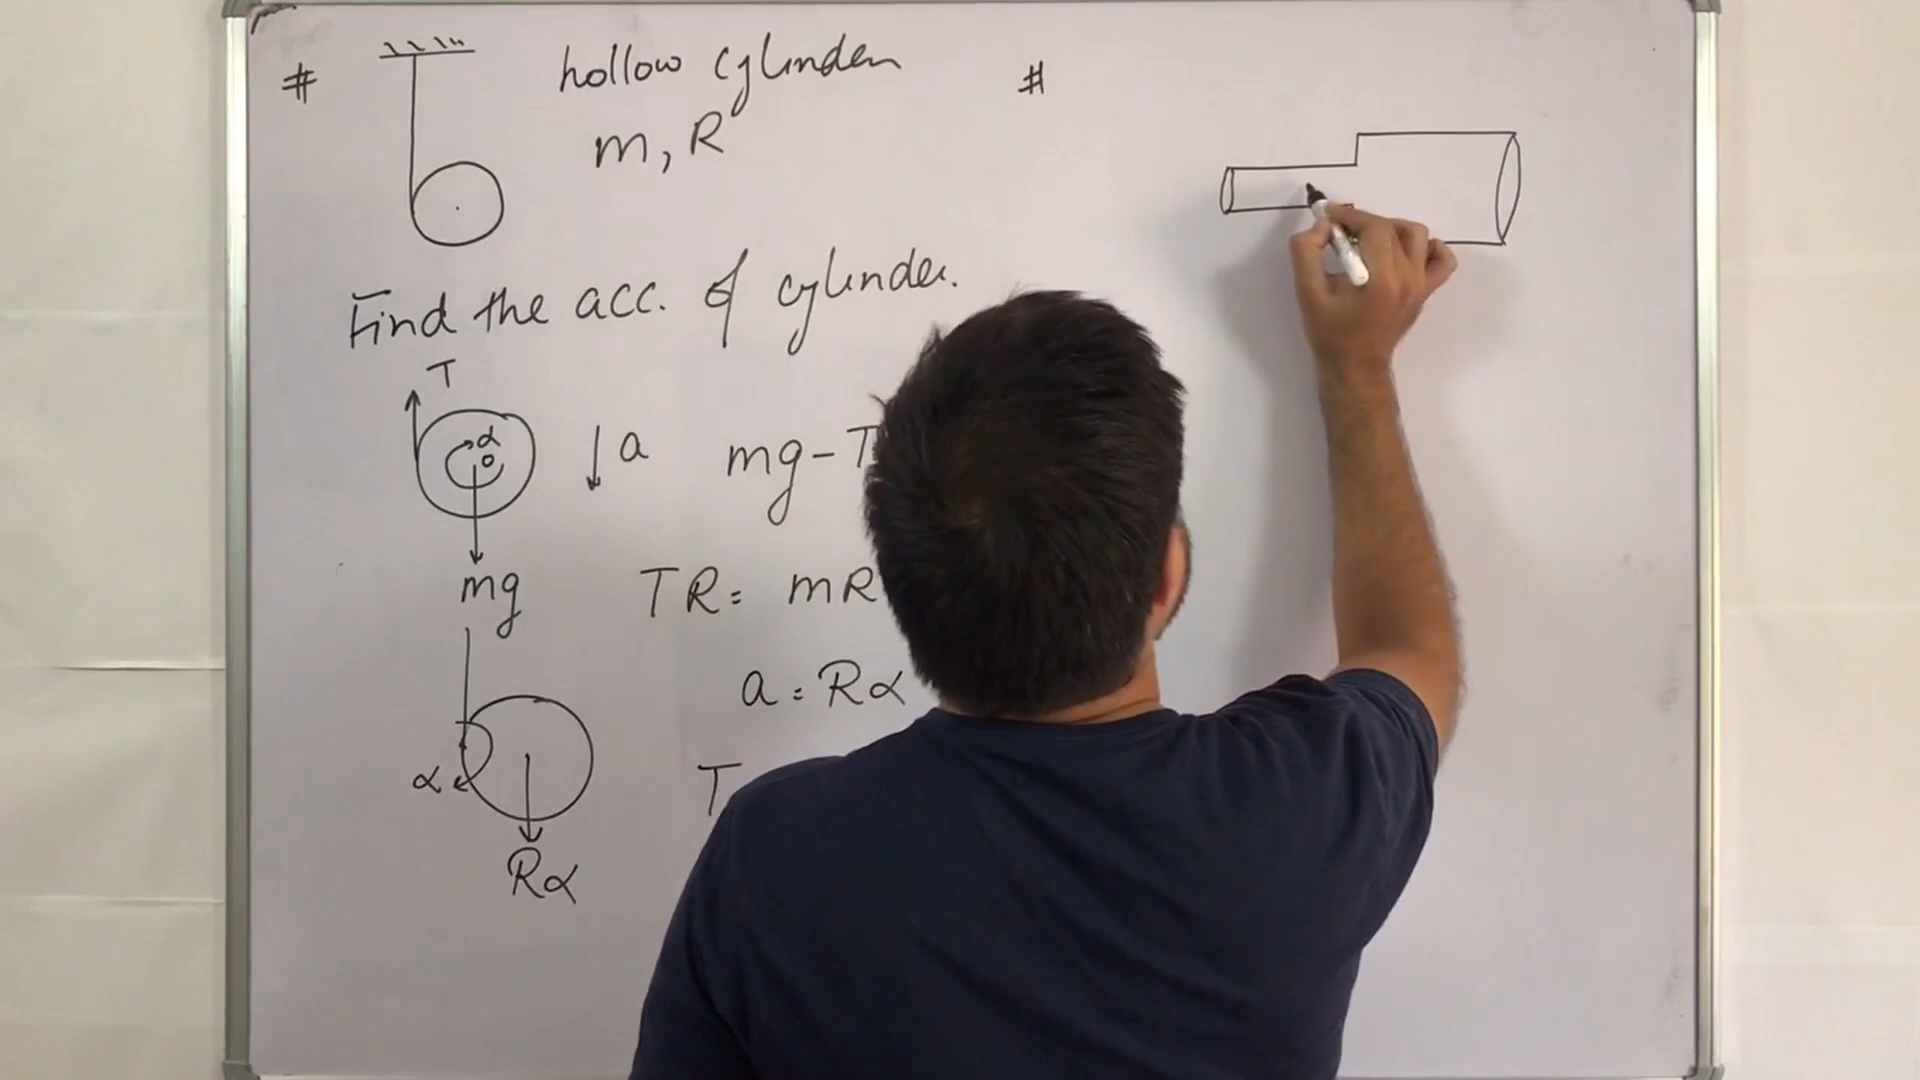 #
hollow cylinder
m, R
Find the acc. of cylinder.
T
α
O
a
mg
mg - T
TR = mR
a = Rα
T
α
Rα
#